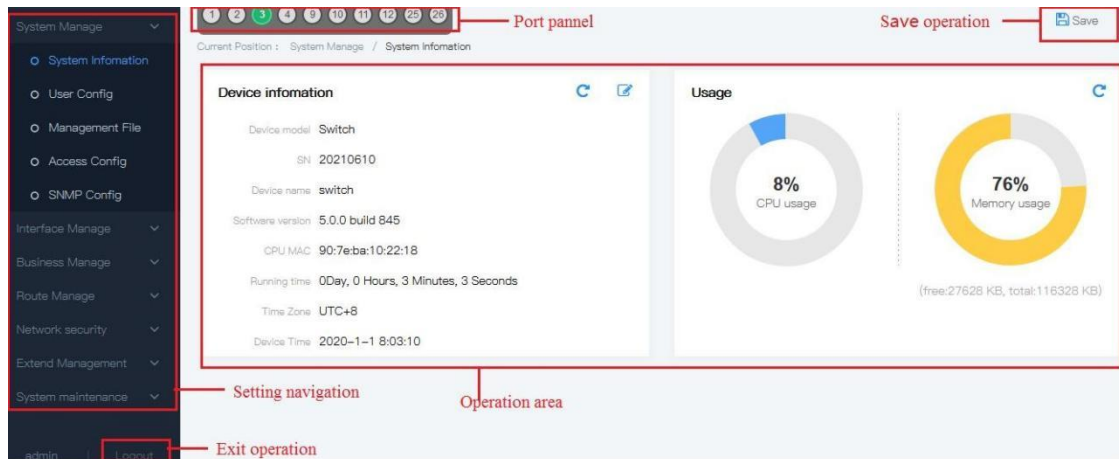 1 2 3 4 9 10 11 12 25 26
Port pannel
Save operation
Save
System Manage
System Infomation
User Config
Management File
Access Config
SNMP Config
Interface Manage
Business Manage
Route Manage
Network security
Extend Management
System maintenance
admin | Logout
Current Position : System Manage / System Infomation
Device infomation
Device model Switch
SN 20210610
Device name switch
Software version 5.0.0 build 845
CPU MAC 90:7e:ba:10:22:18
Running time 0Day, 0 Hours, 3 Minutes, 3 Seconds
Time Zone UTC+8
Device Time 2020-1-1 8:03:10
Usage
8%
CPU usage
76%
Memory usage
(free:27628 KB, total:116328 KB)
Setting navigation
Operation area
Exit operation